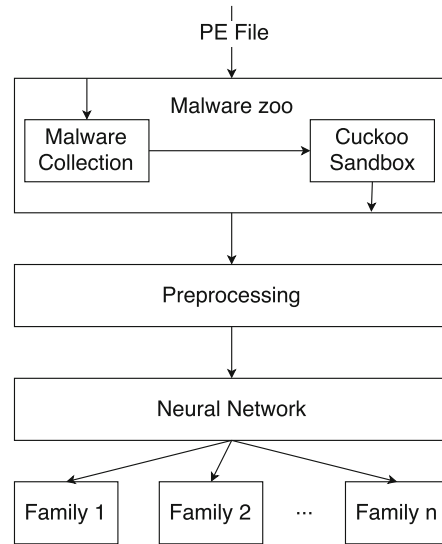 PE File
Malware zoo
Malware
Collection
Cuckoo
Sandbox
Preprocessing
Neural Network
Family 1
Family 2
...
Family n